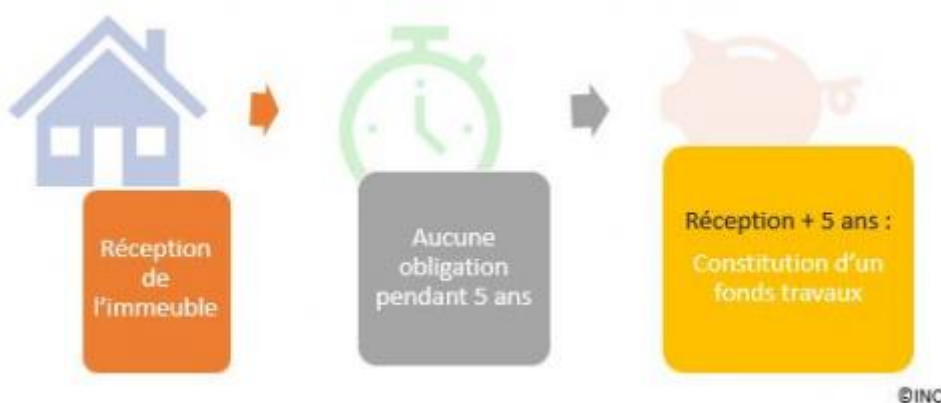 Réception
de
l'immeuble
Aucune
obligation
pendant 5 ans
Réception + 5 ans :
Constitution d'un
fonds travaux
©INC